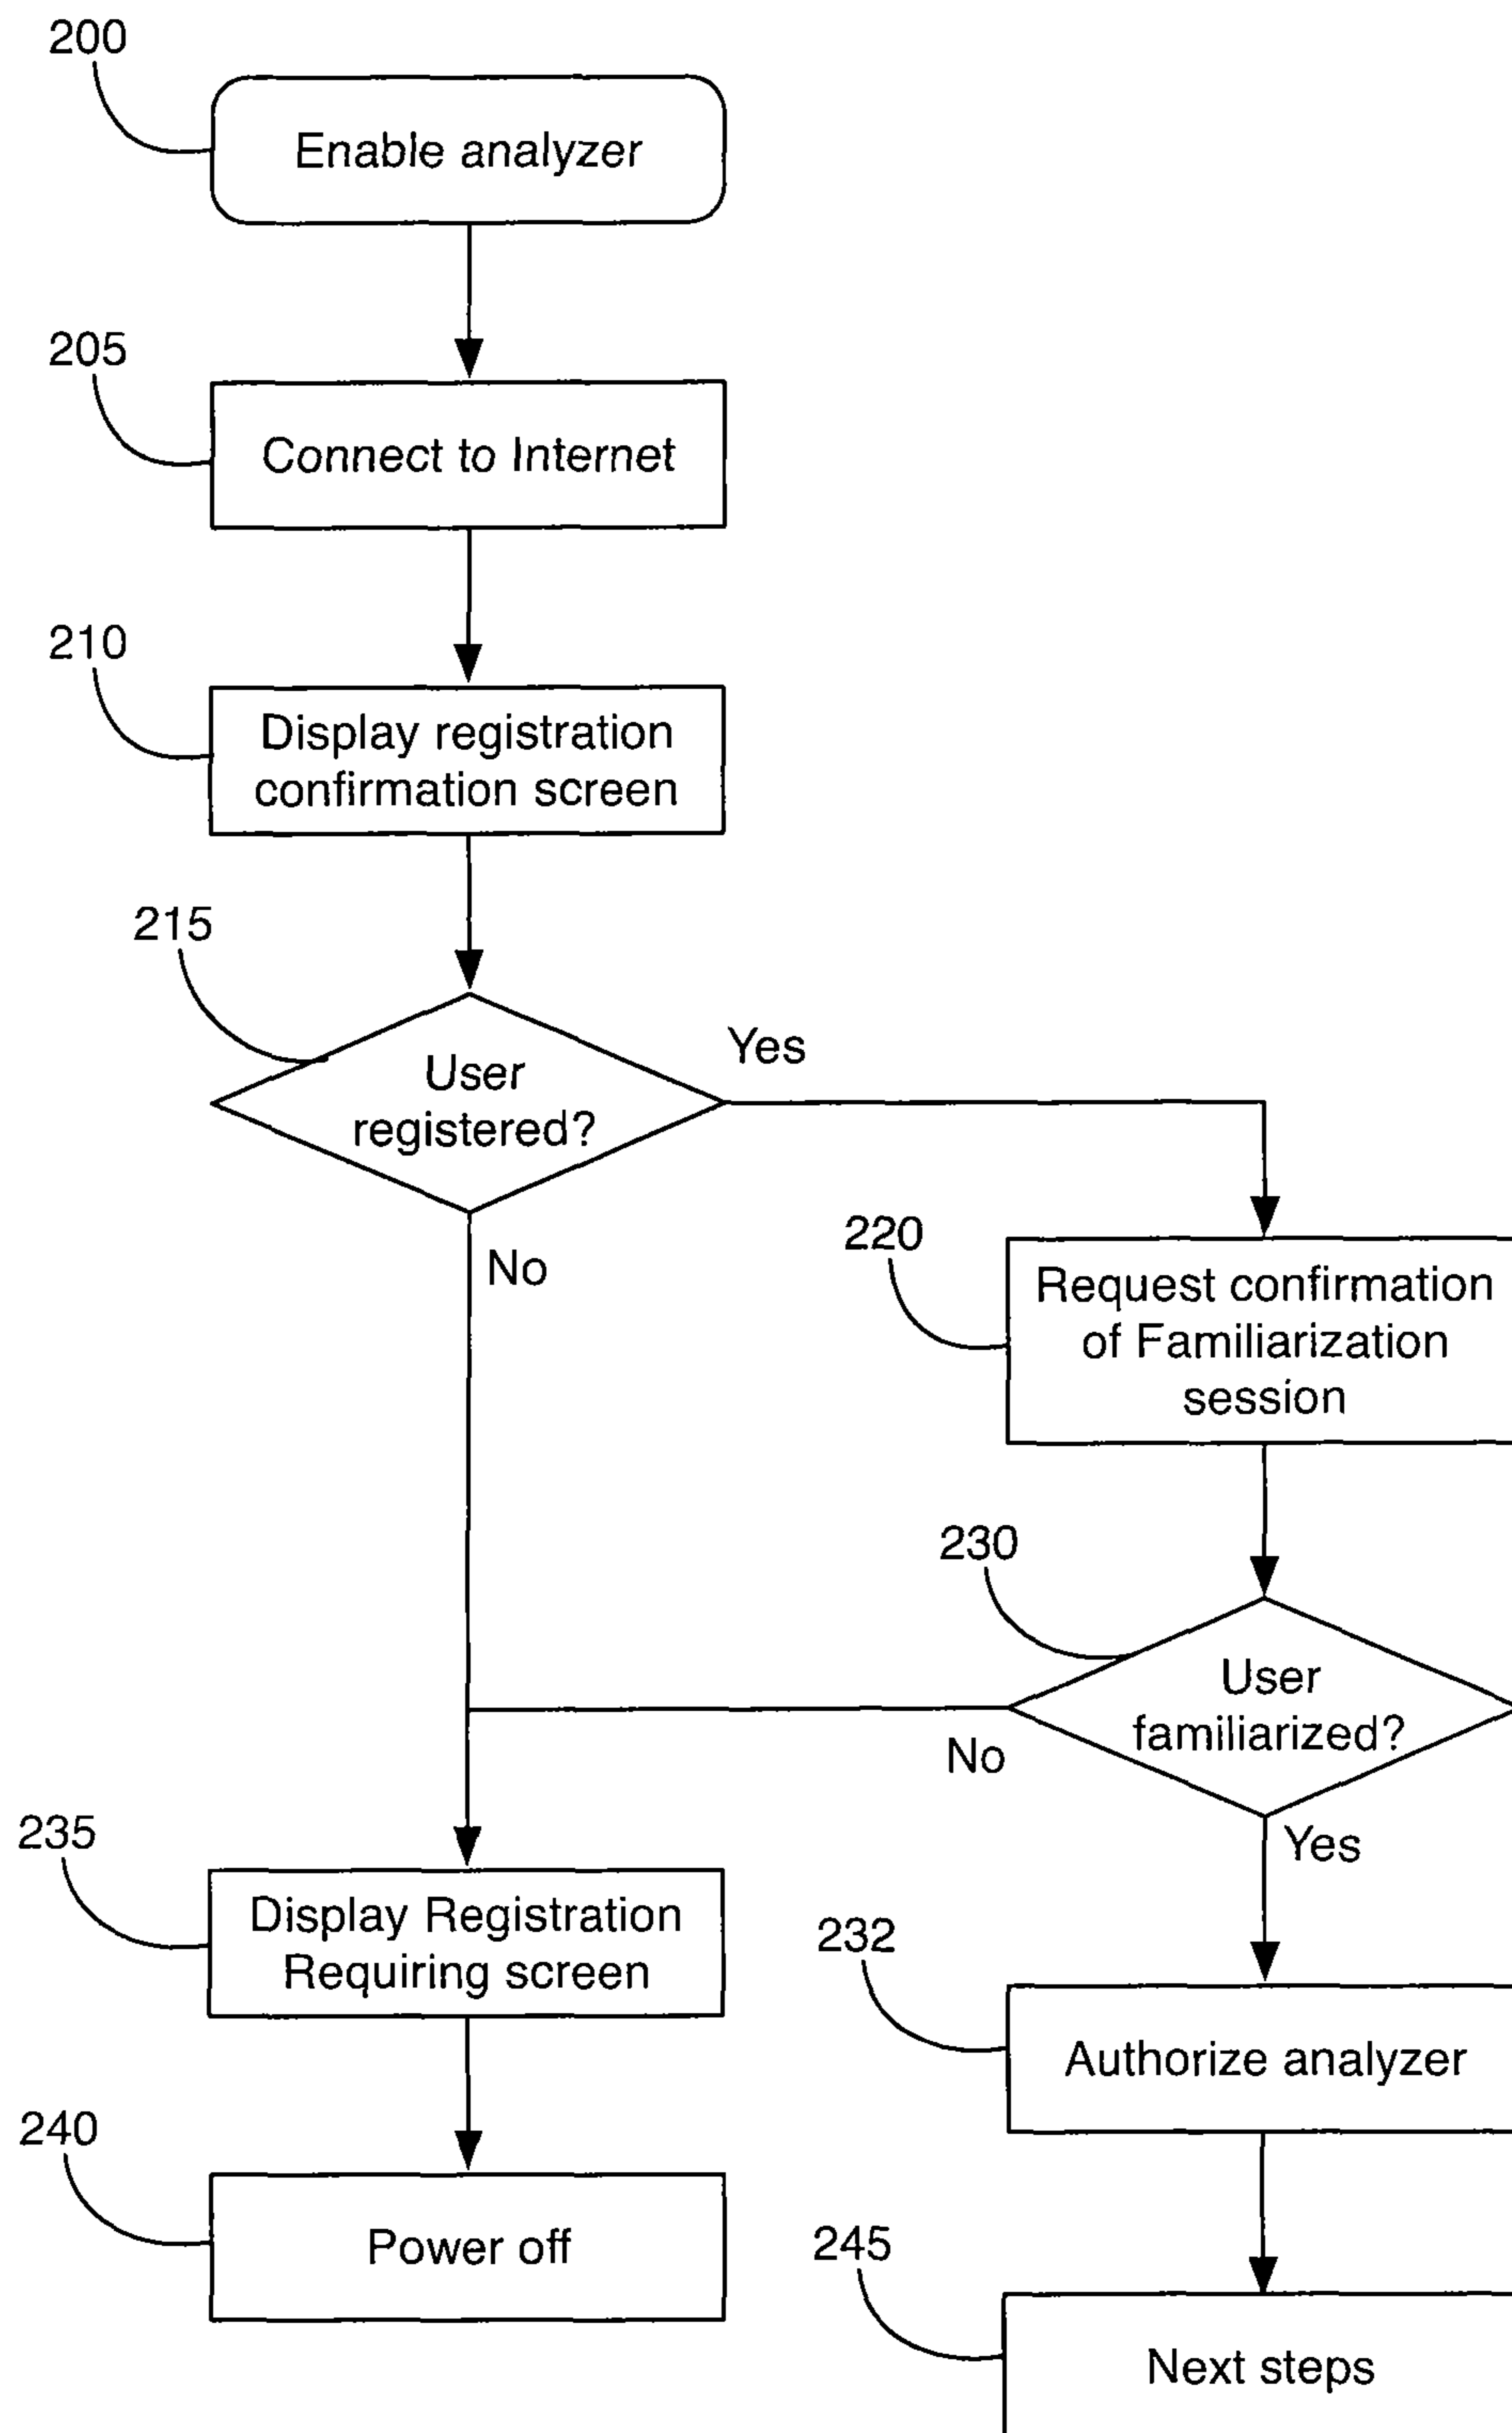 200
Enable analyzer
205
Connect to Internet
210
Display registration
confirmation screen
215
User
registered?
Yes
No
220
Request confirmation
of Familiarization
session
230
User
familiarized?
No
Yes
235
Display Registration
Requiring screen
232
Authorize analyzer
240
Power off
245
Next steps